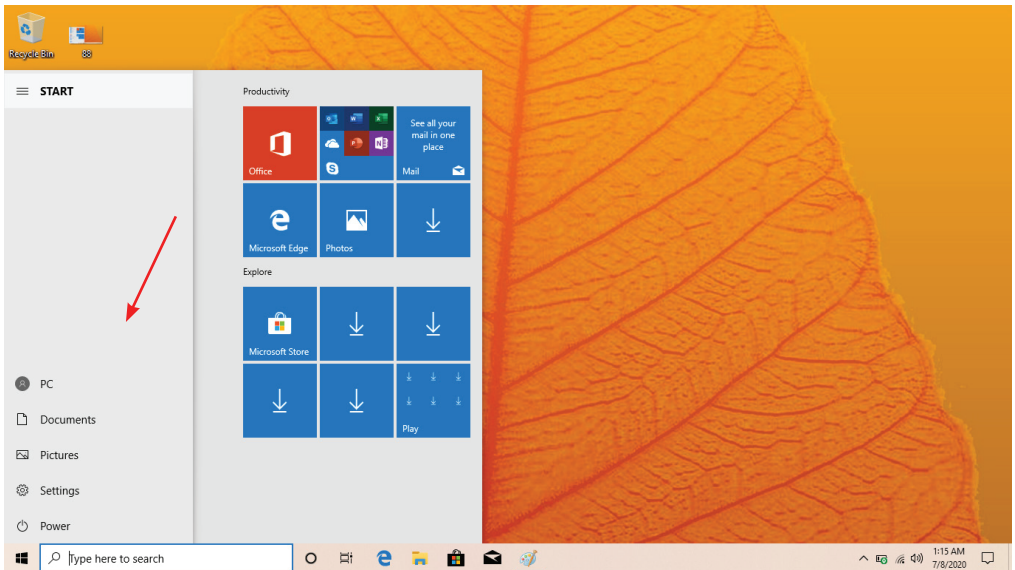 Recycle Bin
88
START
Productivity
Office
See all your
mail in one
place
Mail
Microsoft Edge
Photos
Explore
Microsoft Store
Play
PC
Documents
Pictures
Settings
Power
Type here to search
1:15 AM
7/8/2020